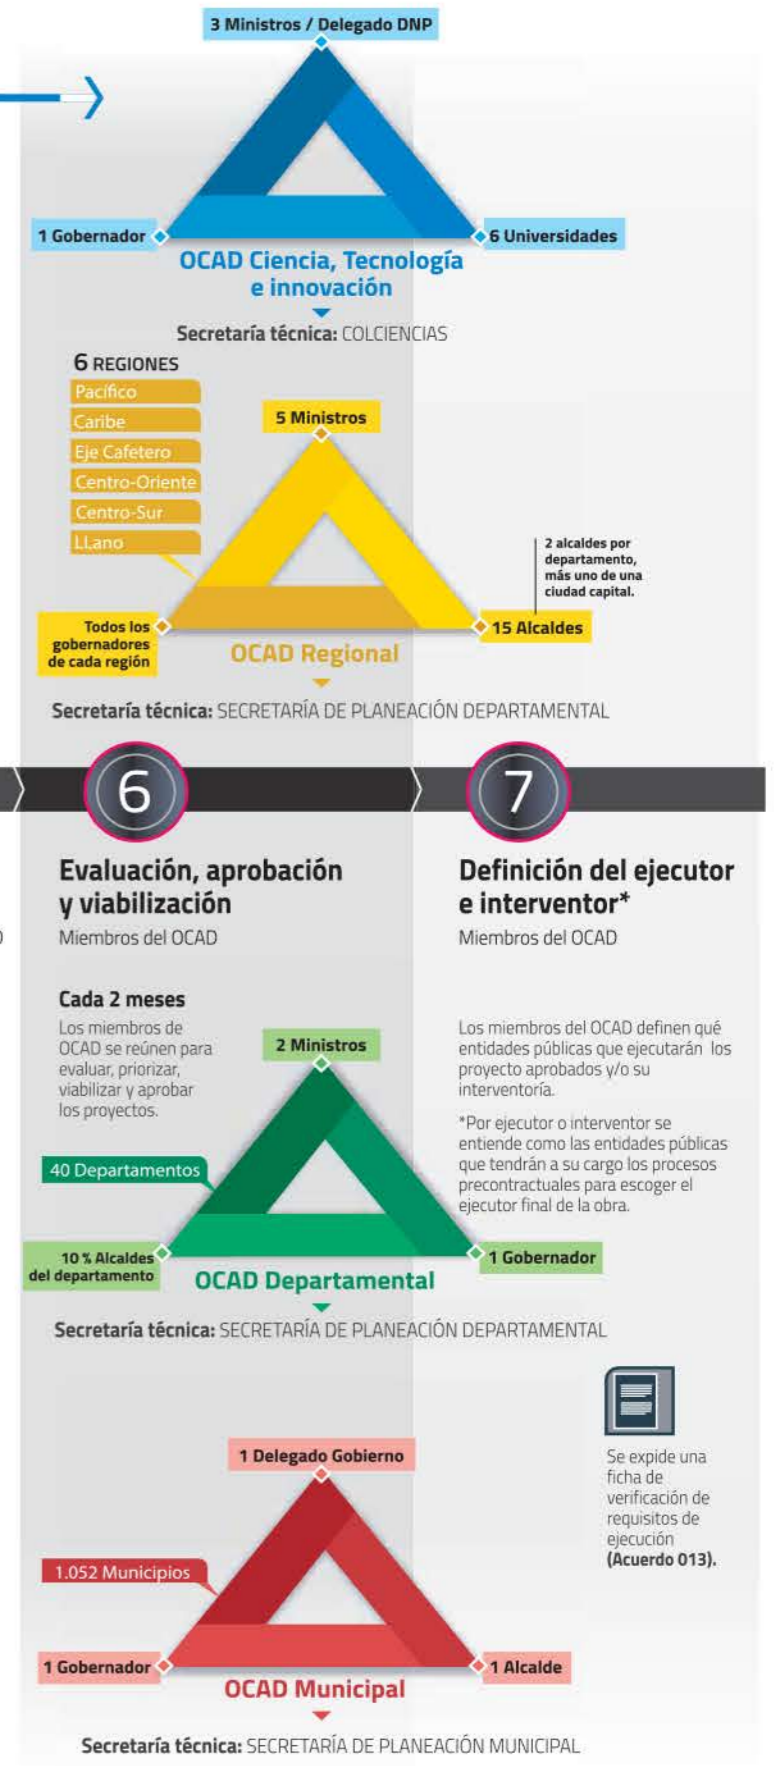 3 Ministros / Delegado DNP
1 Gobernador
6 Universidades
OCAD Ciencia, Tecnología
e innovación
Secretaría técnica: COLCIENCIAS
6 REGIONES
Pacífico
Caribe
Eje Cafetero
Centro-Oriente
Centro-Sur
LLano
5 Ministros
2 alcaldes por
departamento,
más uno de una
ciudad capital.
Todos los
gobernadores
de cada región
15 Alcaldes
OCAD Regional
Secretaría técnica: SECRETARÍA DE PLANEACIÓN DEPARTAMENTAL
6
7
Evaluación, aprobación
y viabilización
Miembros del OCAD
Definición del ejecutor
e interventor*
Miembros del OCAD
Cada 2 meses
Los miembros de
OCAD se reúnen para
evaluar, priorizar,
viabilizar y aprobar
los proyectos.
2 Ministros
Los miembros del OCAD definen qué
entidades públicas que ejecutarán los
proyecto aprobados y/o su
interventoría.
*Por ejecutor o interventor se
entiende como las entidades públicas
que tendrán a su cargo los procesos
precontractuales para escoger el
ejecutor final de la obra.
40 Departamentos
10 % Alcaldes
del departamento
1 Gobernador
OCAD Departamental
Secretaría técnica: SECRETARÍA DE PLANEACIÓN DEPARTAMENTAL
1 Delegado Gobierno
Se expide una
ficha de
verificación de
requisitos de
ejecución
(Acuerdo 013).
1.052 Municipios
1 Gobernador
1 Alcalde
OCAD Municipal
Secretaría técnica: SECRETARÍA DE PLANEACIÓN MUNICIPAL